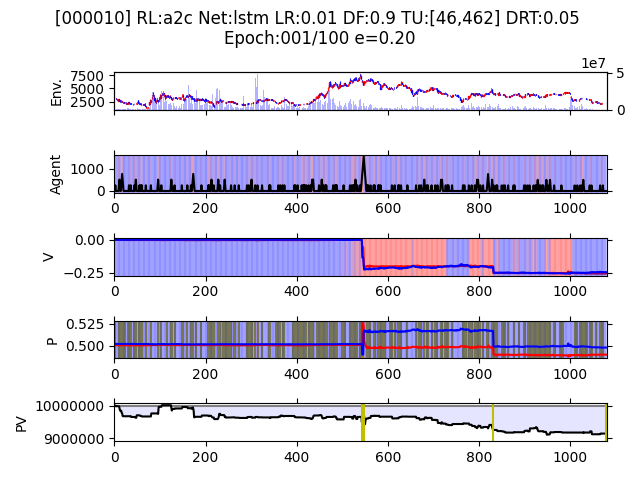 [000010] RL:a2c Net:lstm LR:0.01 DF:0.9 TU:[46,462] DRT:0.05
Epoch:001/100 e=0.20
1e7
Env.
7500
5000
2500
5
0
Agent
1000
0
0 200 400 600 800 1000
V
0.00
−0.25
0 200 400 600 800 1000
P
0.525
0.500
0 200 400 600 800 1000
PV
10000000
9000000
0 200 400 600 800 1000